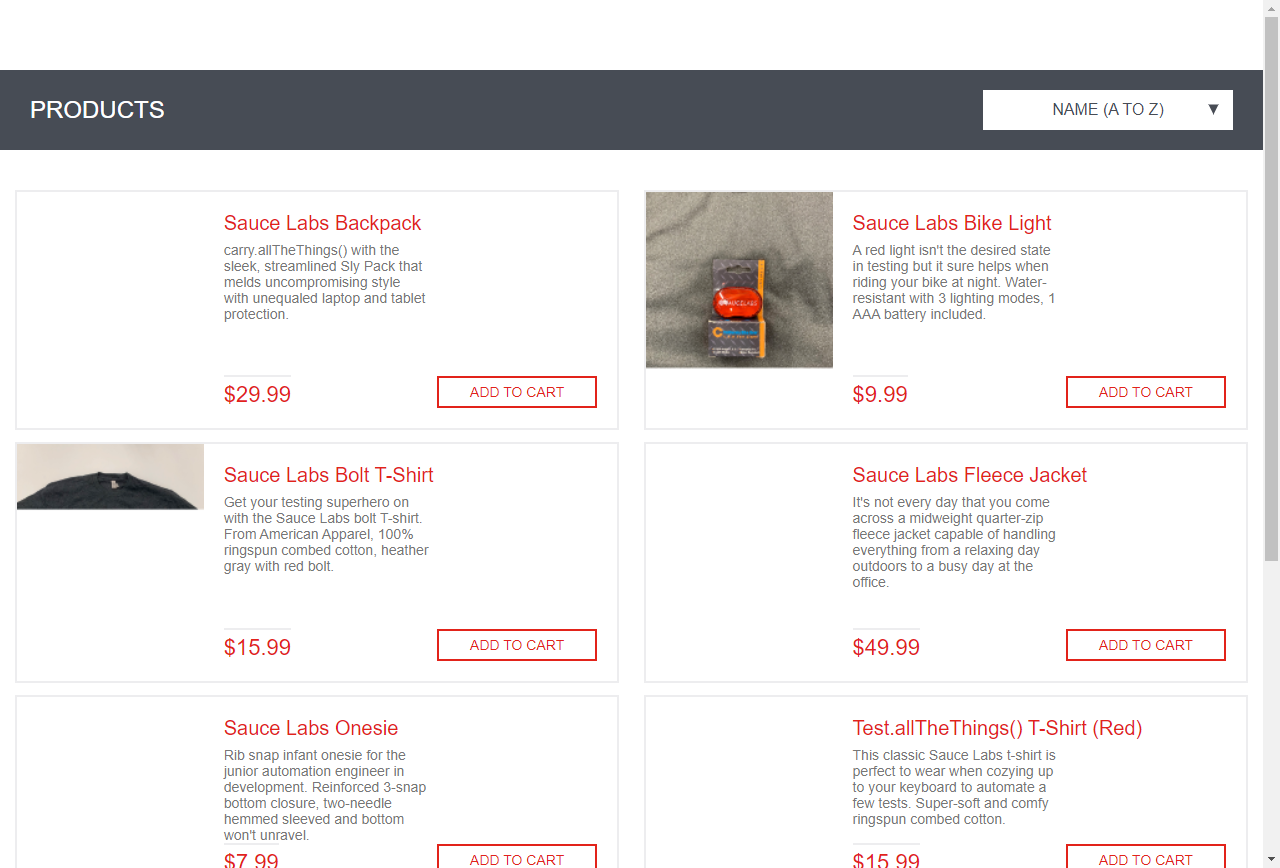 PRODUCTS
NAME (A TO Z) ▼
Sauce Labs Backpack
carry.allTheThings() with the
sleek, streamlined Sly Pack that
melds uncompromising style
with unequaled laptop and tablet
protection.
$29.99
ADD TO CART
SAUCELABS
Sauce Labs Bike Light
A red light isn't the desired state
in testing but it sure helps when
riding your bike at night. Water-
resistant with 3 lighting modes, 1
AAA battery included.
$9.99
ADD TO CART
Sauce Labs Bolt T-Shirt
Get your testing superhero on
with the Sauce Labs bolt T-shirt.
From American Apparel, 100%
ringspun combed cotton, heather
gray with red bolt.
$15.99
ADD TO CART
Sauce Labs Fleece Jacket
It's not every day that you come
across a midweight quarter-zip
fleece jacket capable of handling
everything from a relaxing day
outdoors to a busy day at the
office.
$49.99
ADD TO CART
Sauce Labs Onesie
Rib snap infant onesie for the
junior automation engineer in
development. Reinforced 3-snap
bottom closure, two-needle
hemmed sleeved and bottom
won't unravel.
$7.99
ADD TO CART
Test.allTheThings() T-Shirt (Red)
This classic Sauce Labs t-shirt is
perfect to wear when cozying up
to your keyboard to automate a
few tests. Super-soft and comfy
ringspun combed cotton.
$15.99
ADD TO CART